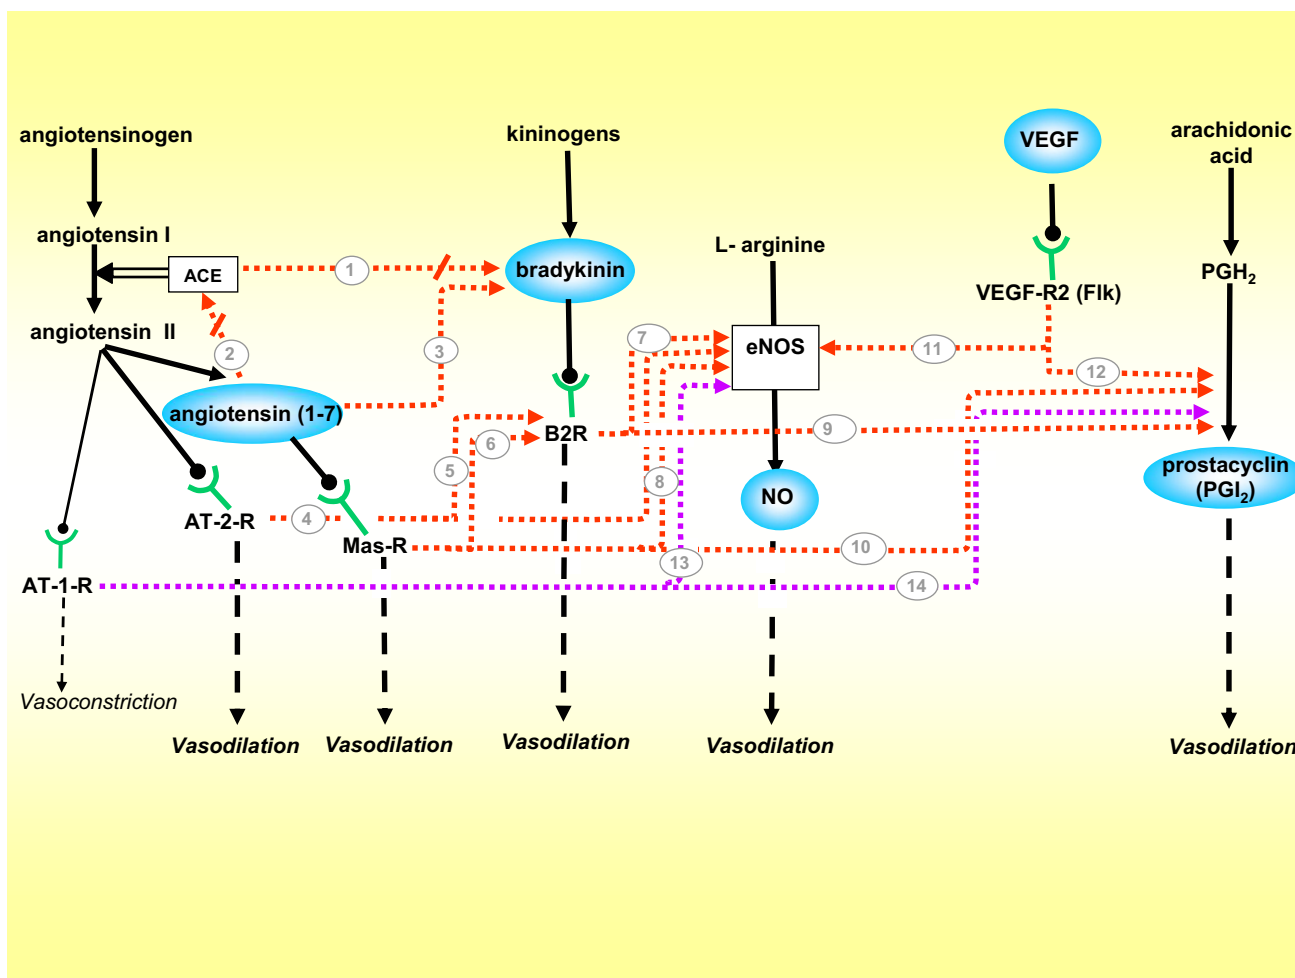 angiotensinogen
kininogens
VEGF
arachidonic
acid
angiotensin I
L- arginine
ACE
1
bradykinin
PGH2
VEGF-R2 (Flk)
angiotensin II
2
3
7
eNOS
11
12
angiotensin (1-7)
B2R
9
6
5
8
prostacyclin
(PGI2)
NO
AT-2-R
4
Mas-R
10
13
AT-1-R
14
Vasoconstriction
Vasodilation
Vasodilation
Vasodilation
Vasodilation
Vasodilation